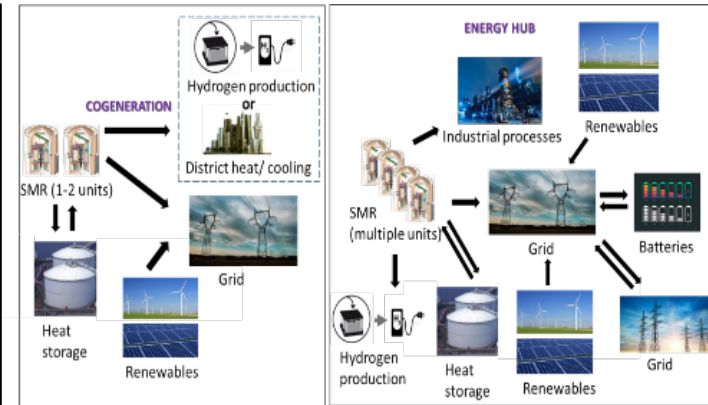 COGENERATION
Hydrogen production
or
District heat/ cooling
SMR (1-2 units)
Grid
Heat
storage
Renewables
ENERGY HUB
Industrial processes
Renewables
SMR
(multiple units)
Grid
Batteries
Hydrogen
production
Heat
storage
Renewables
Grid